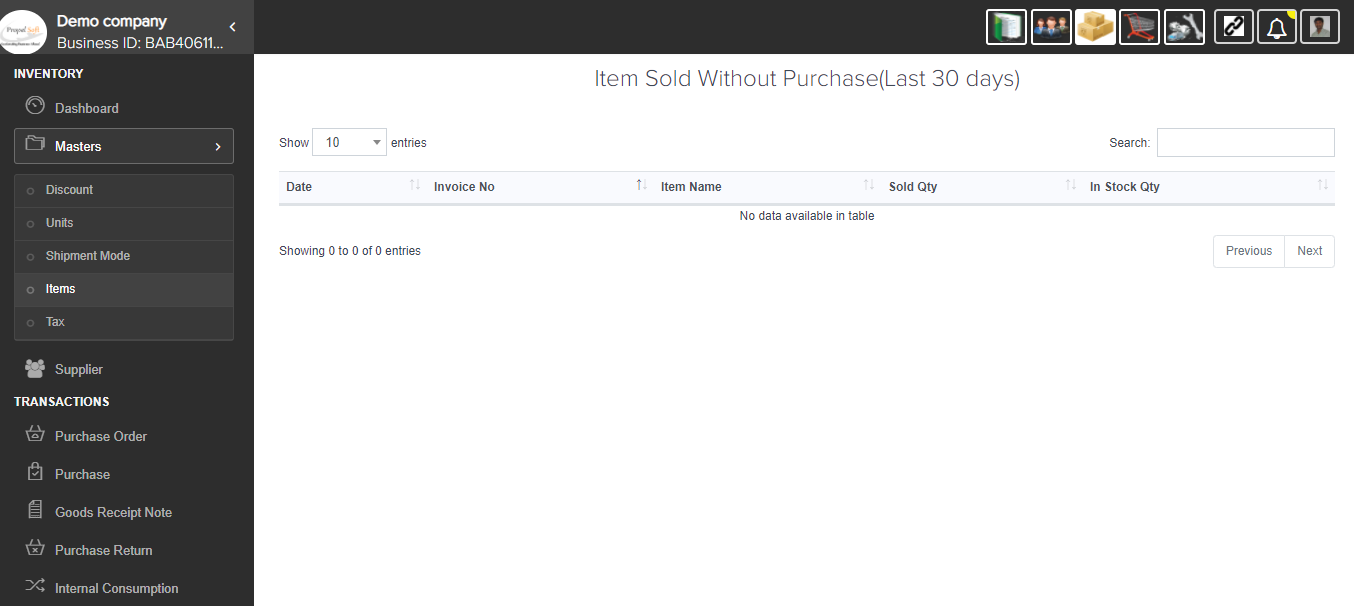 Propal Soft
Demo company
Business ID: BAB40611...
INVENTORY
Dashboard
Masters
Discount
Units
Shipment Mode
Items
Tax
Supplier
TRANSACTIONS
Purchase Order
Purchase
Goods Receipt Note
Purchase Return
Internal Consumption
Item Sold Without Purchase(Last 30 days)
Show 10 entries
Search:
Date Invoice No Item Name Sold Qty In Stock Qty
No data available in table
Showing 0 to 0 of 0 entries
Previous Next